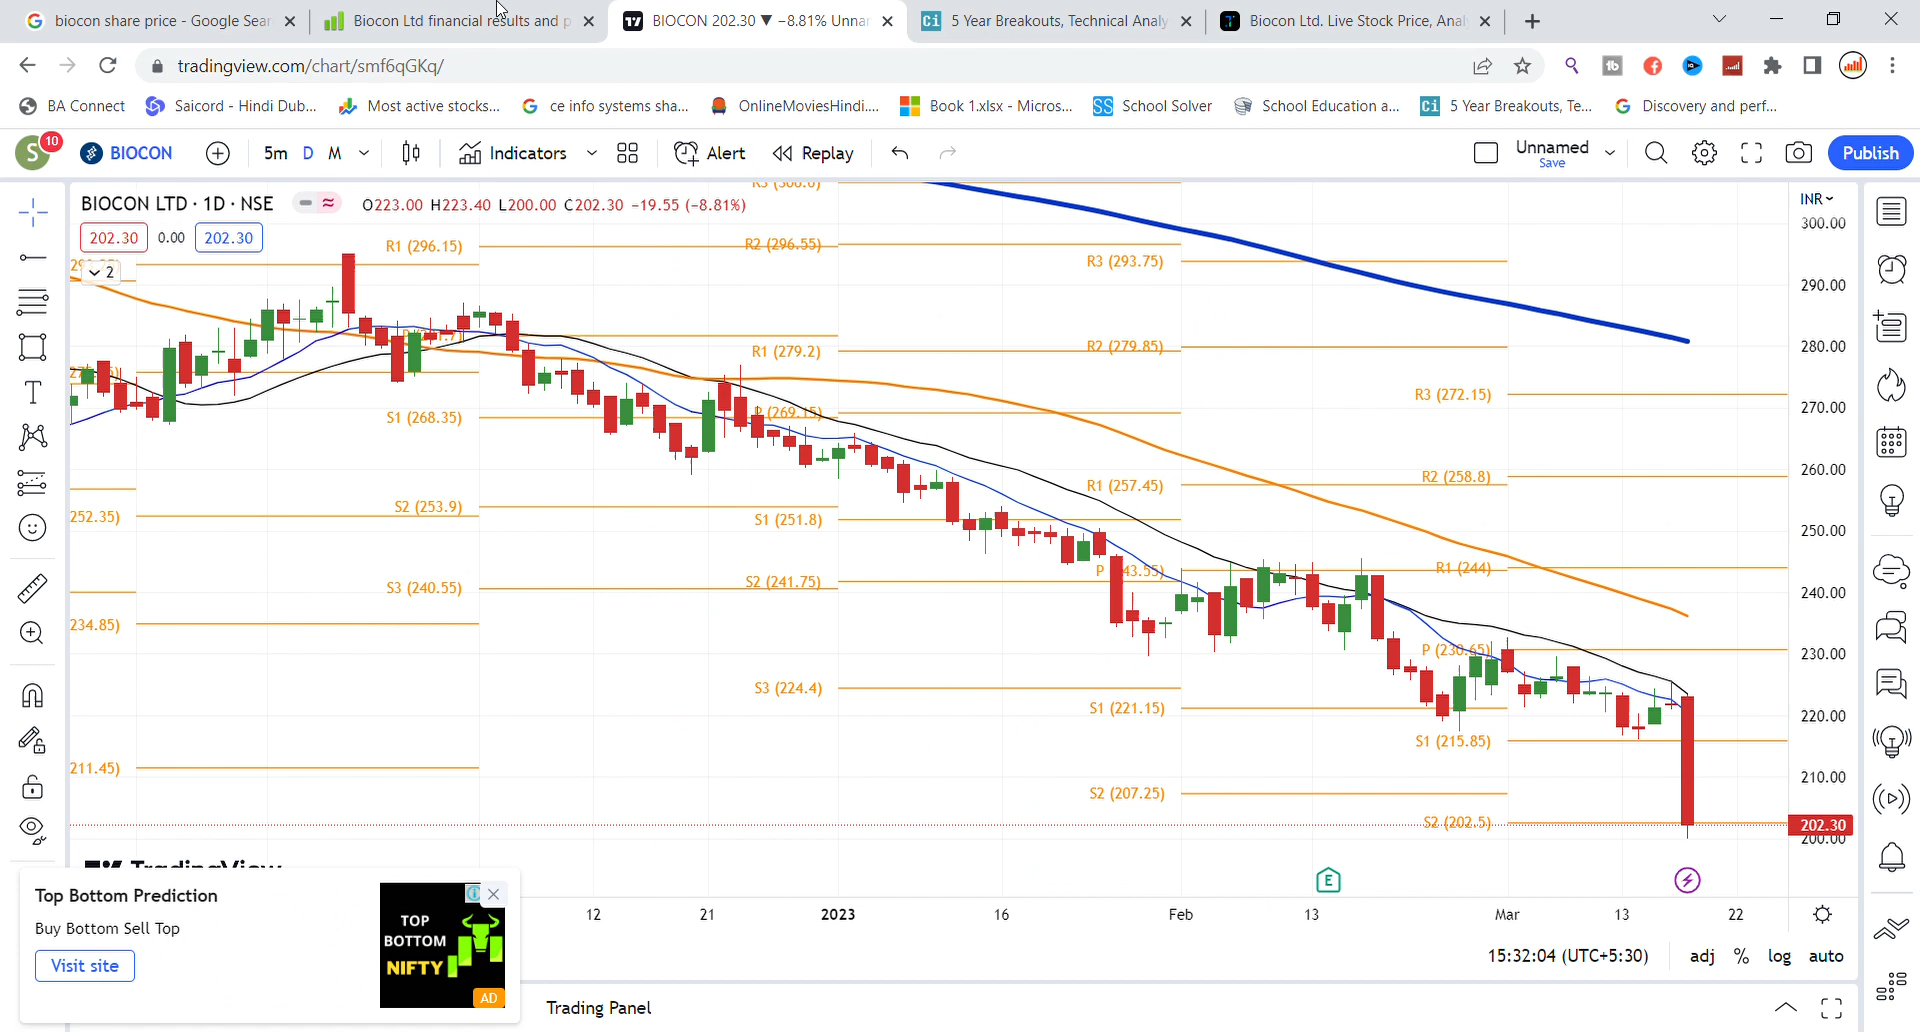 biocon share price - Google Sear
Biocon Ltd financial results and p
BIOCON 202.30 ▼ −8.81% Unnar
5 Year Breakouts, Technical Analy
Biocon Ltd. Live Stock Price, Anal
tradingview.com/chart/smf6qGKq/
BA Connect
Saicord - Hindi Dub...
Most active stocks...
ce info systems sha...
OnlineMoviesHindi....
Book 1.xlsx - Micros...
School Solver
School Education a...
5 Year Breakouts, Te...
Discovery and perf...
S 10
BIOCON
5m D M
Indicators
Alert
Replay
Unnamed
Save
Publish
BIOCON LTD · 1D · NSE
O223.00 H223.40 L200.00 C202.30 −19.55 (−8.81%)
INR
202.30 0.00 202.30
2
300.00
290.00
280.00
270.00
260.00
250.00
240.00
230.00
220.00
210.00
202.30
200.00
252.35)
234.85)
211.45)
R1 (296.15)
S1 (268.35)
S2 (253.9)
S3 (240.55)
R2 (296.55)
R1 (279.2)
P (269.15)
S1 (251.8)
S2 (241.75)
S3 (224.4)
R3 (293.75)
R2 (279.85)
R1 (257.45)
P 43.55)
S1 (221.15)
S2 (207.25)
R3 (272.15)
R2 (258.8)
R1 (244)
P (230.65)
S1 (215.85)
S2 (202.5)
TradingView
E
12 21 2023 16 Feb 13 Mar 13 22
Top Bottom Prediction
Buy Bottom Sell Top
Visit site
TOP
BOTTOM
NIFTY
AD
15:32:04 (UTC+5:30) adj % log auto
Trading Panel